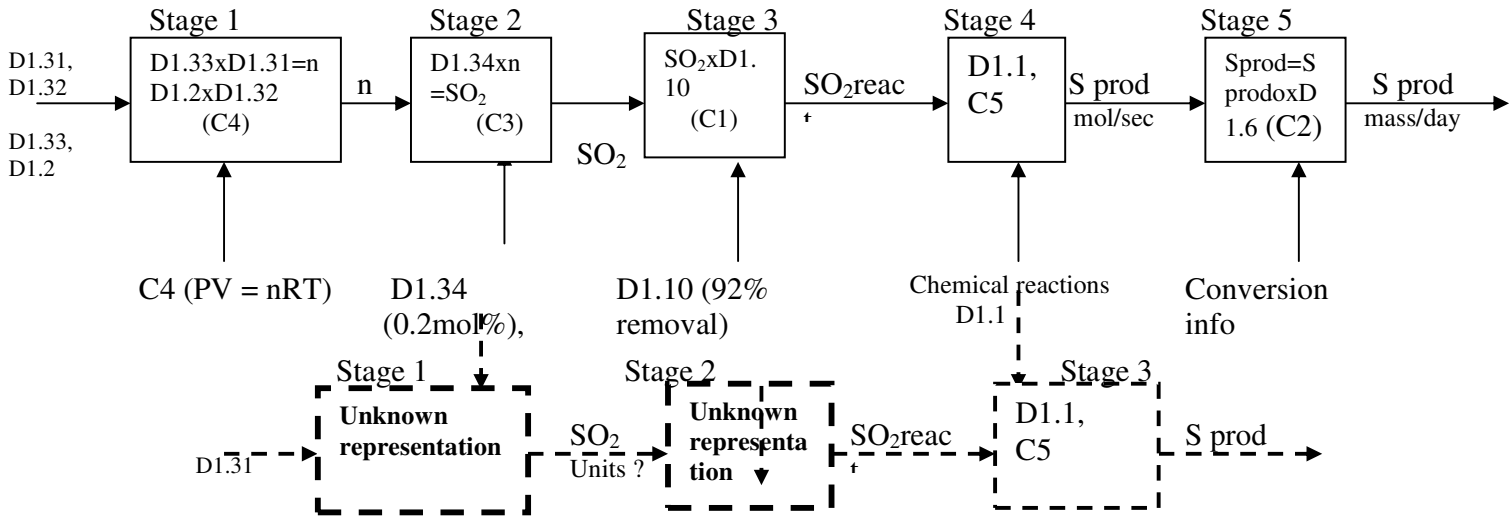 Stage 1
Stage 2
Stage 3
Stage 4
Stage 5
D1.31,
D1.32
D1.33,
D1.2
D1.33xD1.31=n
D1.2xD1.32
(C4)
n
D1.34xn
=SO₂
(C3)
SO₂
SO₂xD1.
10
(C1)
SO₂reac
t
D1.1,
C5
S prod
mol/sec
Sprod=S
prodoxD
1.6 (C2)
S prod
mass/day
C4 (PV = nRT)
D1.34
(0.2mol%),
D1.10 (92%
removal)
Chemical reactions
D1.1
Conversion
info
Stage 1
Stage 2
Stage 3
D1.31
Unknown
representation
SO₂
Units ?
Unknown
representa
tion
SO₂reac
t
D1.1,
C5
S prod